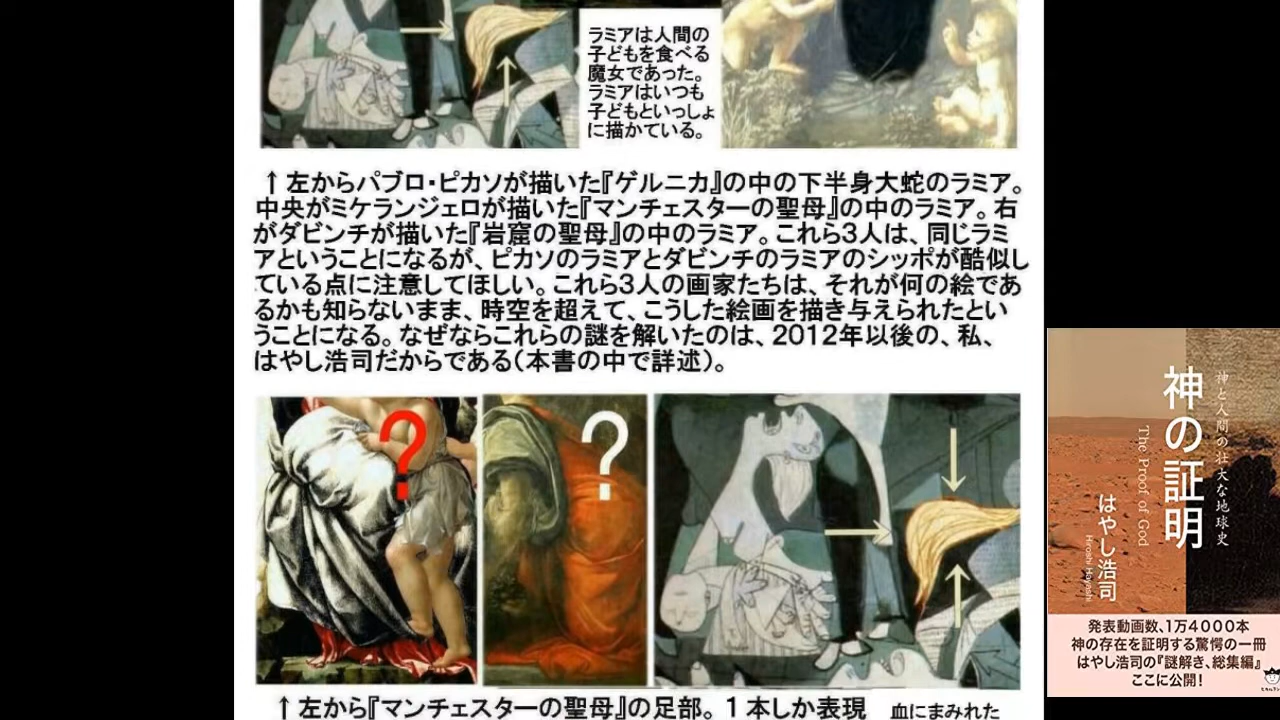 ラミアは人間の
子どもを食べる
魔女であった。
ラミアはいつも
子どもといっしょ
に描かている。
↑左からパブロ・ピカソが描いた『ゲルニカ』の中の下半身大蛇のラミア。
中央がミケランジェロが描いた『マンチェスターの聖母』の中のラミア。右
がダビンチが描いた『岩窟の聖母』の中のラミア。これら3人は、同じラミ
アということになるが、ピカソのラミアとダビンチのラミアのシッポが酷似し
ている点に注意してほしい。これら3人の画家たちは、それが何の絵であ
るかも知らないまま、時空を超えて、こうした絵画を描き与えられたとい
うことになる。なぜならこれらの謎を解いたのは、2012年以後の、私、
はやし浩司だからである(本書の中で詳述)。
?
?
↑左から『マンチェスターの聖母』の足部。1本しか表現
血にまみれた
神と人間の壮大な地球史
神の証明
The Proof of God
はやし浩司
Hiroshi Hayashi
発表動画数、1万4000本
神の存在を証明する驚愕の一冊
はやし浩司の『謎解き、総集編』
ここに公開!